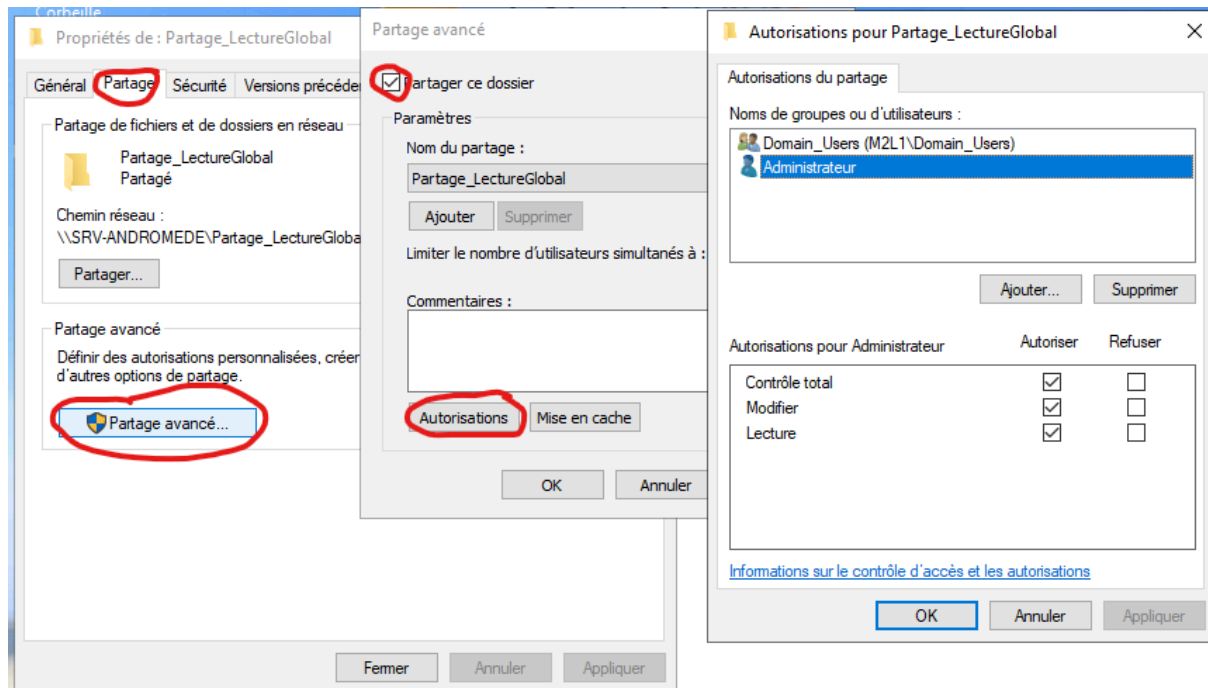 Corbeille
Propriétés de : Partage_LectureGlobal
Général
Partage
Sécurité
Versions précéde
Partage de fichiers et de dossiers en réseau
Partage_LectureGlobal
Partagé
Chemin réseau :
\\SRV-ANDROMEDE\Partage_LectureGloba
Partager...
Partage avancé
Définir des autorisations personnalisées, créer
d'autres options de partage.
Partage avancé...
Fermer
Annuler
Appliquer
Partage avancé
Partager ce dossier
Paramètres
Nom du partage :
Partage_LectureGlobal
Ajouter
Supprimer
Limiter le nombre d'utilisateurs simultanés à :
Commentaires :
Autorisations
Mise en cache
OK
Annuler
Autorisations pour Partage_LectureGlobal
Autorisations du partage
Noms de groupes ou d'utilisateurs :
Domain_Users (M2L1\Domain_Users)
Administrateur
Ajouter...
Supprimer
Autorisations pour Administrateur
Autoriser
Refuser
Contrôle total
Modifier
Lecture
Informations sur le contrôle d'accès et les autorisations
OK
Annuler
Appliquer